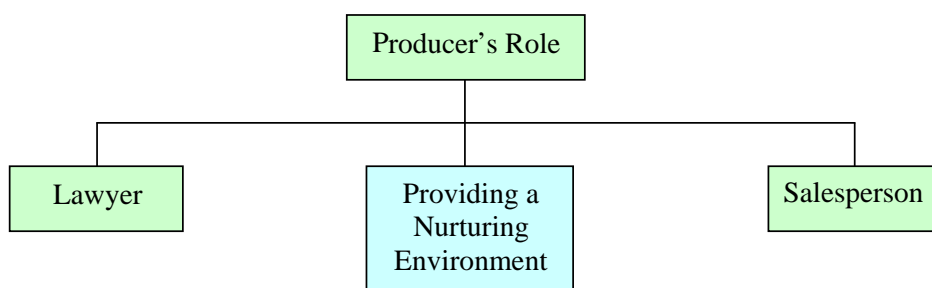 Producer’s Role
Lawyer
Providing a
Nurturing
Environment
Salesperson